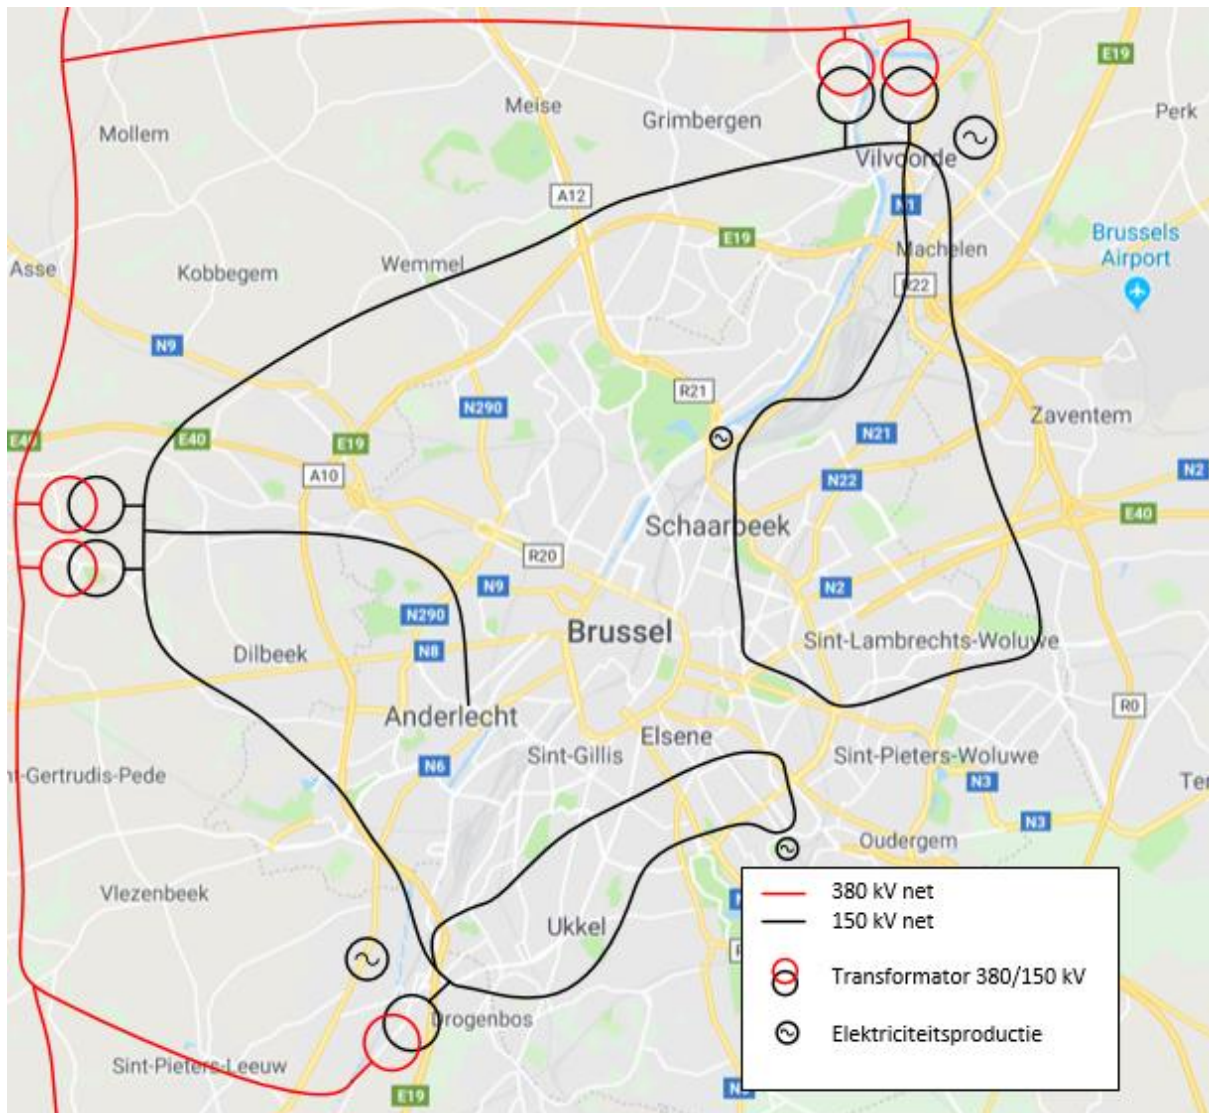 E19
Meise
Perk
Grimbergen
Mollem
Vilvoorde
A12
N1
E19
Brussels
Airport
Machelen
Asse
Kobbegem
Wemmel
R22
N9
R21
N290
Zaventem
E40
E40
E19
N21
N2
A10
N22
E40
Schaarbeek
R20
N9
N2
N290
Brussel
Sint-Lambrechts-Woluwe
N8
Dilbeek
R0
Anderlecht
Elsene
Sint-Gillis
Sint-Pieters-Woluwe
N6
nt-Gertrudis-Pede
N3
Ter
N3
Oudergem
Vlezenbeek
380 kV net
150 kV net
Ukkel
Transformator 380/150 kV
Drogenbos
Elektriciteitsproductie
Sint-Pieters-Leeuw
E19